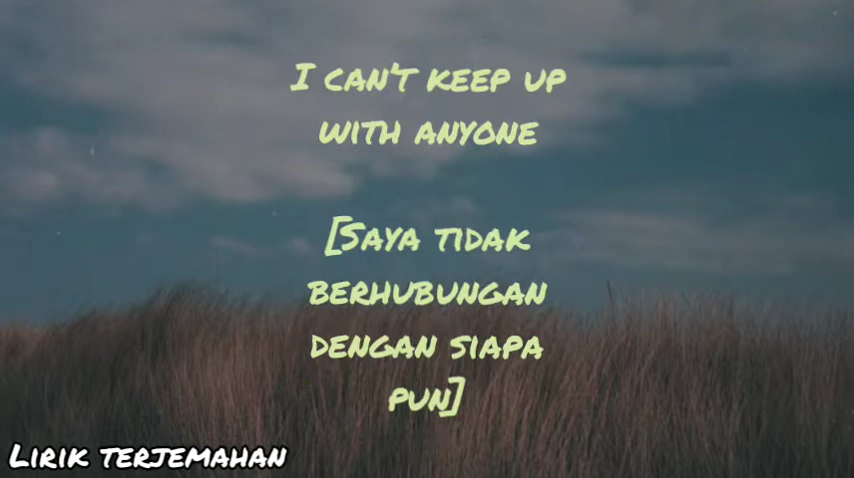 I can't keep up
with anyone
[Saya tidak
berhubungan
dengan siapa
pun]
Lirik terjemahan